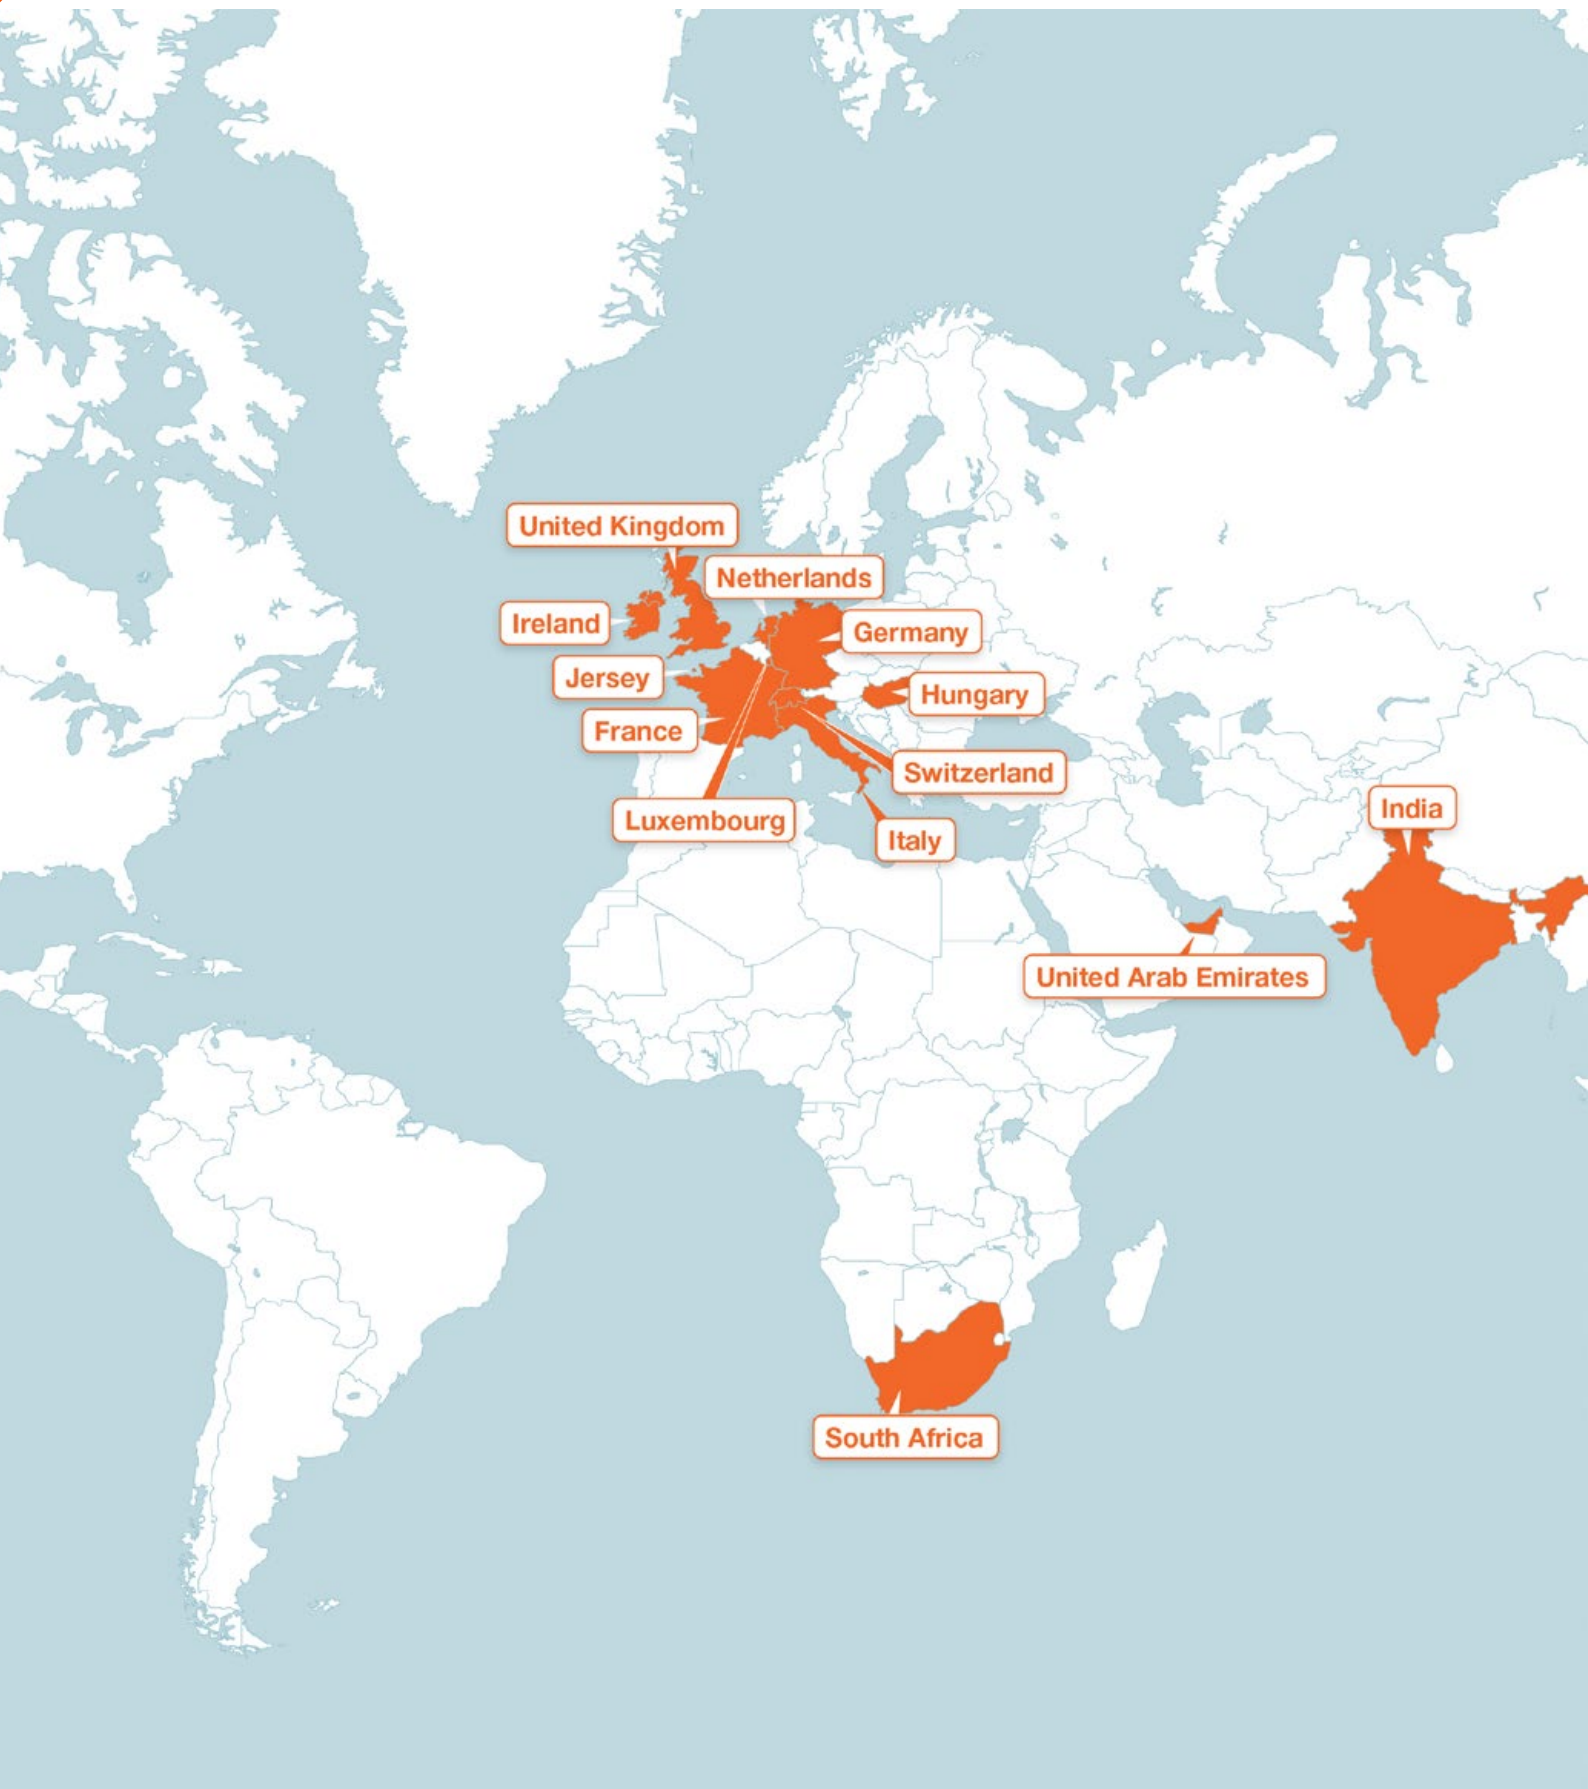 United Kingdom
Netherlands
Ireland
Germany
Jersey
Hungary
France
Switzerland
Luxembourg
Italy
India
United Arab Emirates
South Africa